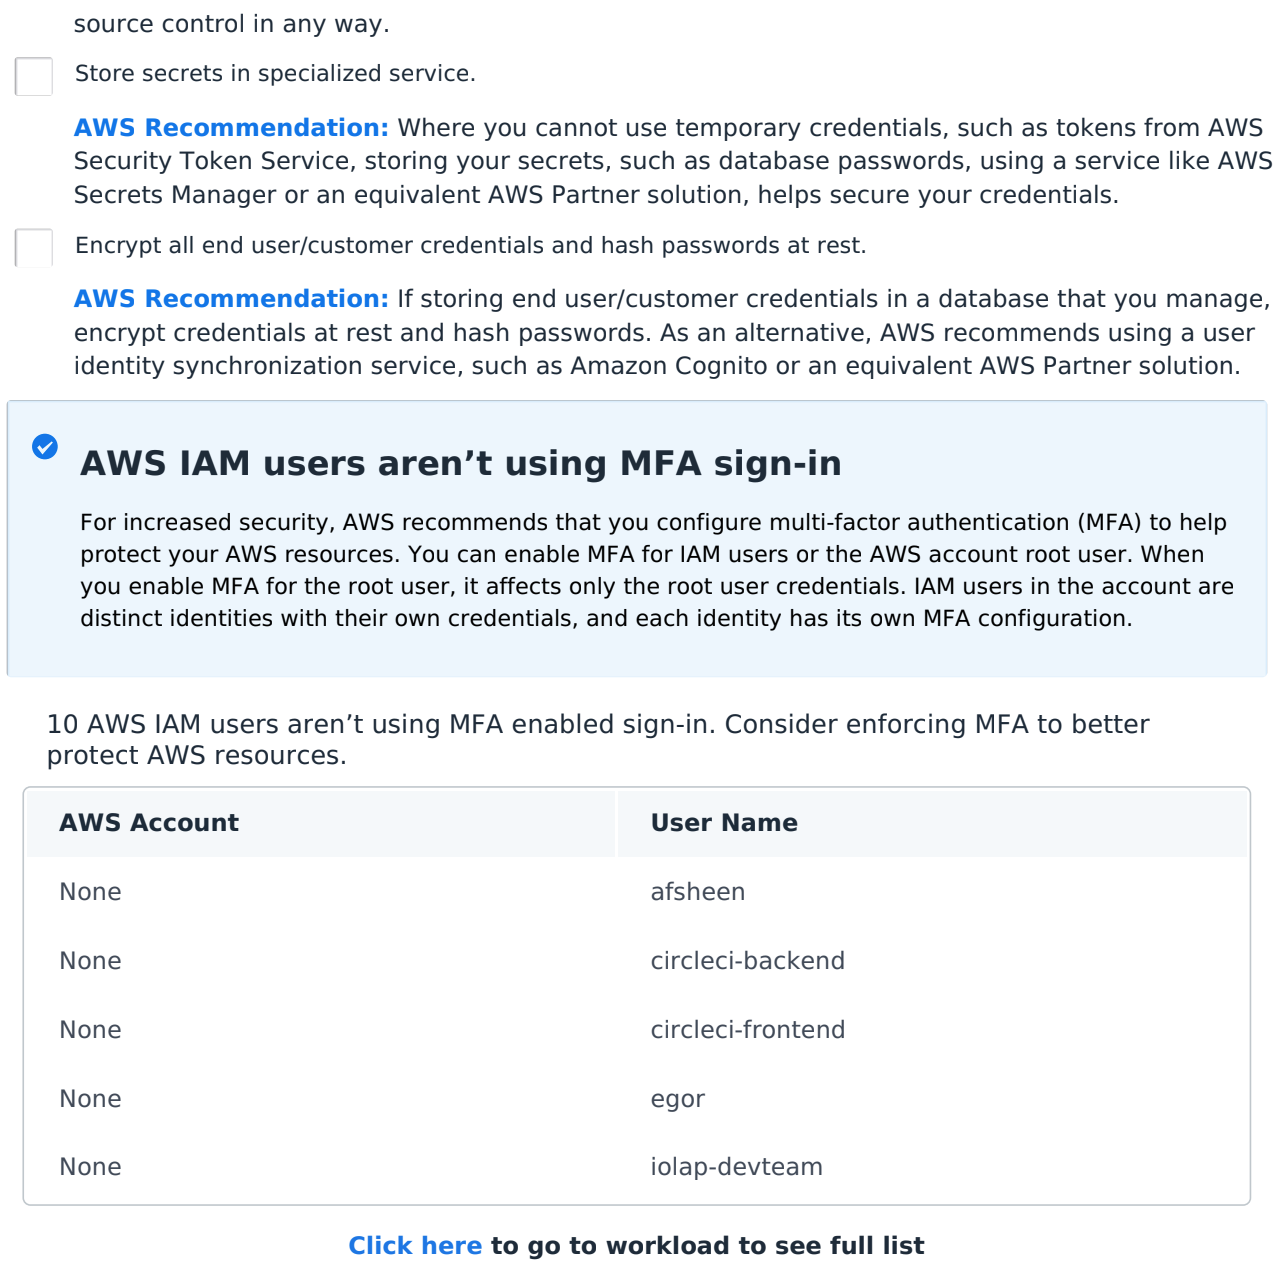 source control in any way.
Store secrets in specialized service.
AWS Recommendation: Where you cannot use temporary credentials, such as tokens from AWS
Security Token Service, storing your secrets, such as database passwords, using a service like AWS
Secrets Manager or an equivalent AWS Partner solution, helps secure your credentials.
Encrypt all end user/customer credentials and hash passwords at rest.
AWS Recommendation: If storing end user/customer credentials in a database that you manage,
encrypt credentials at rest and hash passwords. As an alternative, AWS recommends using a user
identity synchronization service, such as Amazon Cognito or an equivalent AWS Partner solution.
AWS IAM users aren’t using MFA sign-in
For increased security, AWS recommends that you configure multi-factor authentication (MFA) to help
protect your AWS resources. You can enable MFA for IAM users or the AWS account root user. When
you enable MFA for the root user, it affects only the root user credentials. IAM users in the account are
distinct identities with their own credentials, and each identity has its own MFA configuration.
10 AWS IAM users aren’t using MFA enabled sign-in. Consider enforcing MFA to better
protect AWS resources.
AWS Account User Name
None afsheen
None circleci-backend
None circleci-frontend
None egor
None iolap-devteam
Click here to go to workload to see full list